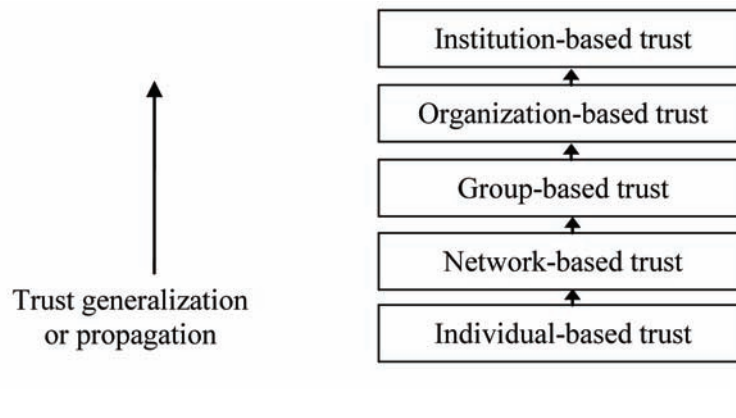 Institution-based trust
Organization-based trust
Group-based trust
Network-based trust
Individual-based trust
Trust generalization
or propagation